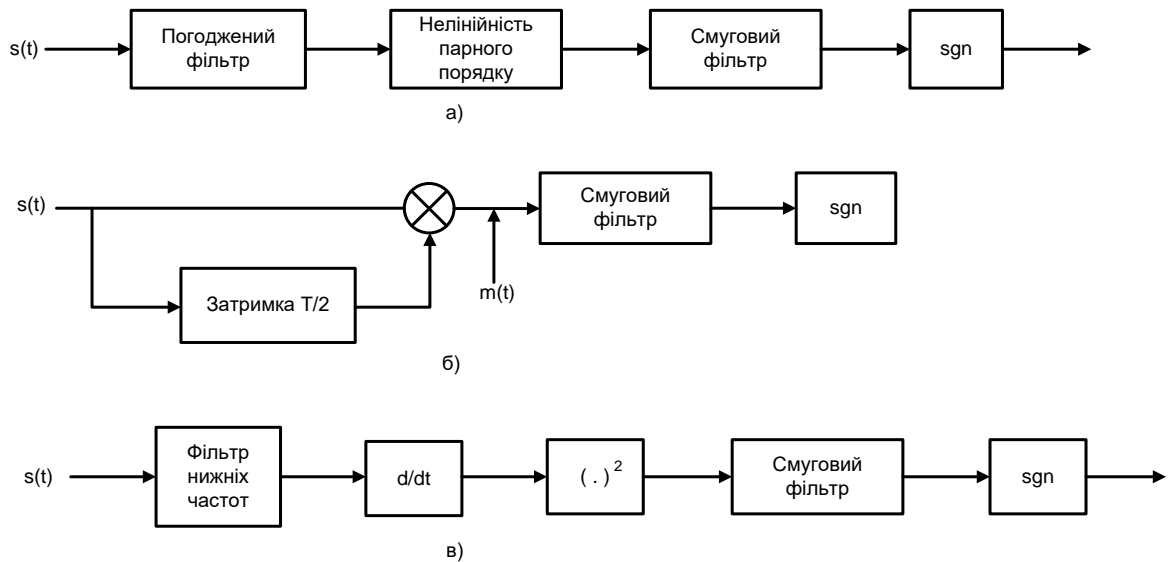 s(t)
Погоджений
фільтр
Нелінійність
парного
порядку
Смуговий
фільтр
sgn
а)
s(t)
Затримка T/2
m(t)
Смуговий
фільтр
sgn
б)
s(t)
Фільтр
нижніх
частот
d/dt
( . ) ²
Смуговий
фільтр
sgn
в)